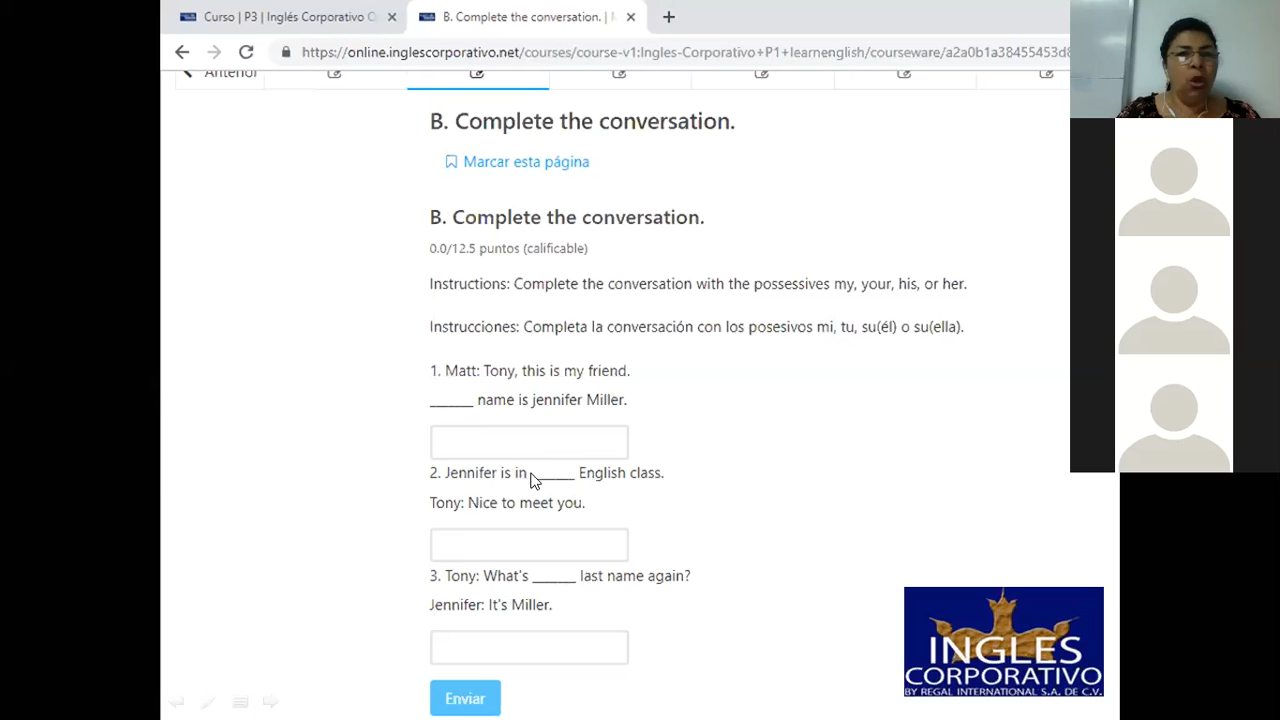 Curso | P3 | Inglés Corporativo O
B. Complete the conversation. |
https://online.inglescorporativo.net/courses/course-v1:Ingles-Corporativo+P1+learnenglish/courseware/a2a0b1a38455453d8
Anterior
B. Complete the conversation.
Marcar esta página
B. Complete the conversation.
0.0/12.5 puntos (calificable)
Instructions: Complete the conversation with the possessives my, your, his, or her.
Instrucciones: Completa la conversación con los posesivos mi, tu, su(él) o su(ella).
1. Matt: Tony, this is my friend.
______ name is jennifer Miller.
2. Jennifer is in ______ English class.
Tony: Nice to meet you.
3. Tony: What's ______ last name again?
Jennifer: It's Miller.
Enviar
INGLES
CORPORATIVO
BY REGAL INTERNATIONAL S.A. DE C.V.